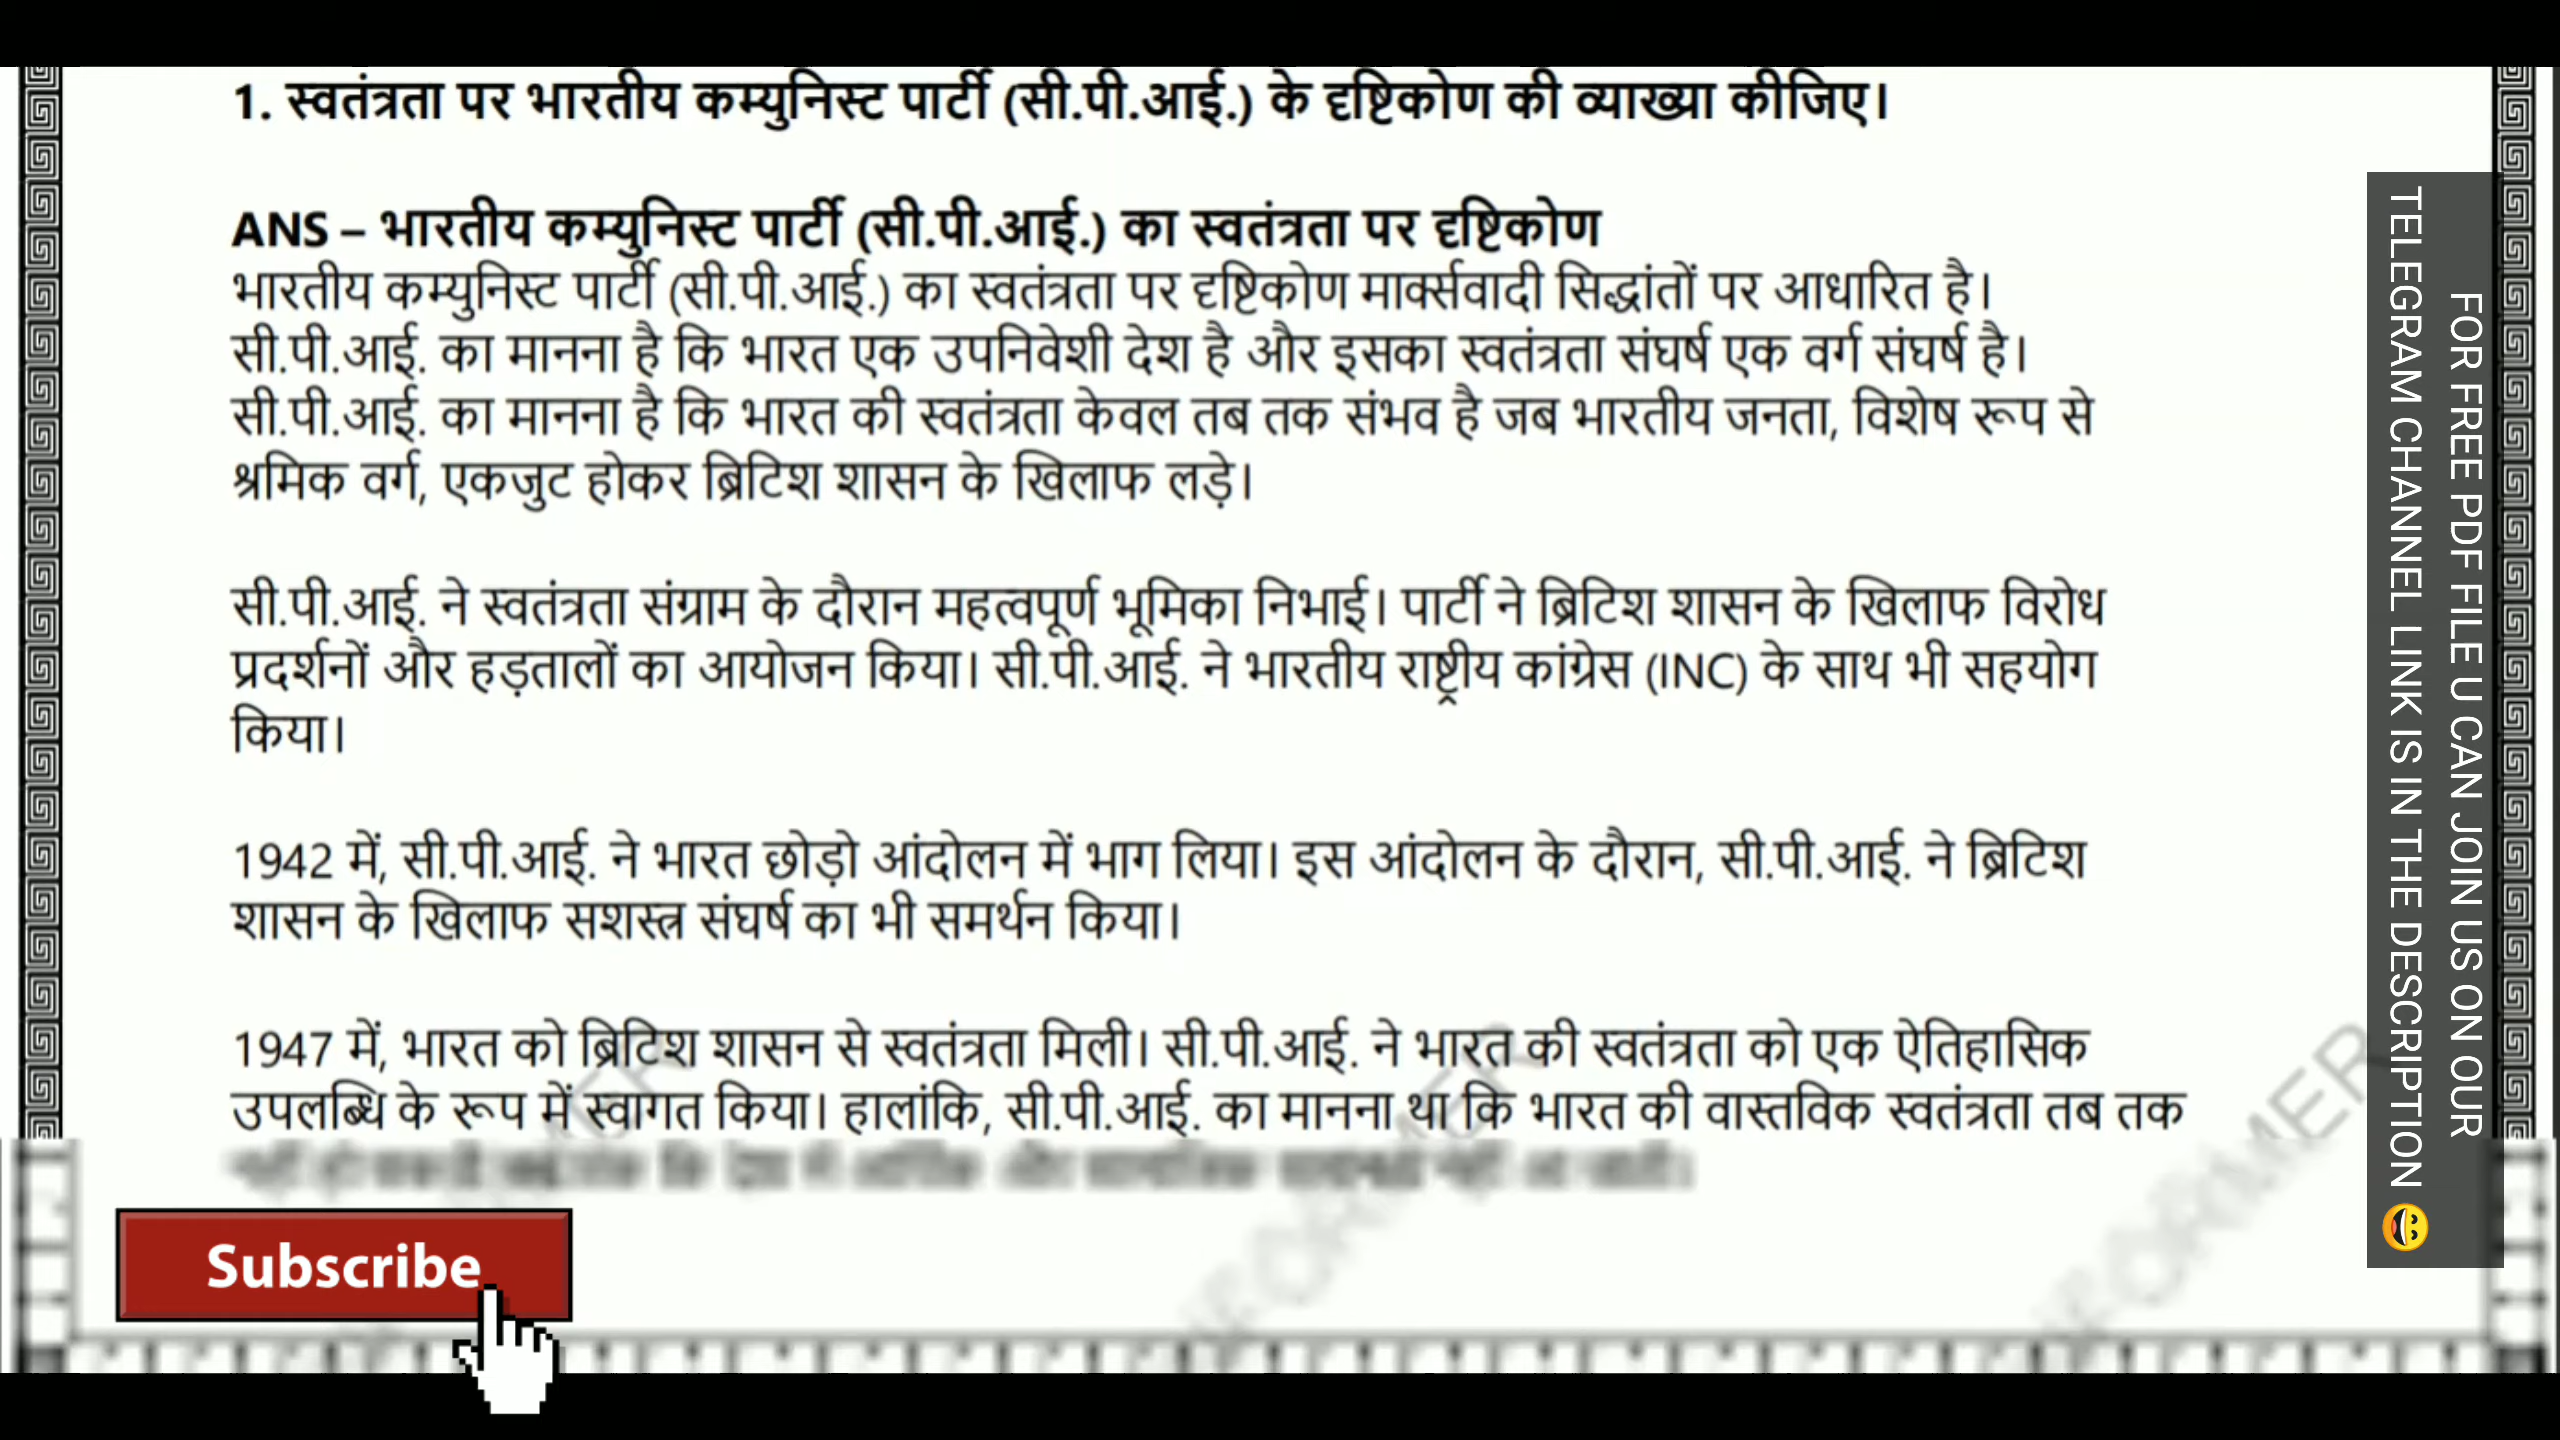 1. स्वतंत्रता पर भारतीय कम्युनिस्ट पार्टी (सी.पी.आई.) के दृष्टिकोण की व्याख्या कीजिए।
ANS – भारतीय कम्युनिस्ट पार्टी (सी.पी.आई.) का स्वतंत्रता पर दृष्टिकोण
भारतीय कम्युनिस्ट पार्टी (सी.पी.आई.) का स्वतंत्रता पर दृष्टिकोण मार्क्सवादी सिद्धांतों पर आधारित है।
सी.पी.आई. का मानना है कि भारत एक उपनिवेशी देश है और इसका स्वतंत्रता संघर्ष एक वर्ग संघर्ष है।
सी.पी.आई. का मानना है कि भारत की स्वतंत्रता केवल तब तक संभव है जब भारतीय जनता, विशेष रूप से
श्रमिक वर्ग, एकजुट होकर ब्रिटिश शासन के खिलाफ लड़े।
सी.पी.आई. ने स्वतंत्रता संग्राम के दौरान महत्वपूर्ण भूमिका निभाई। पार्टी ने ब्रिटिश शासन के खिलाफ विरोध
प्रदर्शनों और हड़तालों का आयोजन किया। सी.पी.आई. ने भारतीय राष्ट्रीय कांग्रेस (INC) के साथ भी सहयोग
किया।
1942 में, सी.पी.आई. ने भारत छोड़ो आंदोलन में भाग लिया। इस आंदोलन के दौरान, सी.पी.आई. ने ब्रिटिश
शासन के खिलाफ सशस्त्र संघर्ष का भी समर्थन किया।
1947 में, भारत को ब्रिटिश शासन से स्वतंत्रता मिली। सी.पी.आई. ने भारत की स्वतंत्रता को एक ऐतिहासिक
उपलब्धि के रूप में स्वागत किया। हालांकि, सी.पी.आई. का मानना था कि भारत की वास्तविक स्वतंत्रता तब तक
Subscribe
FOR FREE PDF FILE U CAN JOIN US ON OUR
TELEGRAM CHANNEL LINK IS IN THE DESCRIPTION 😄